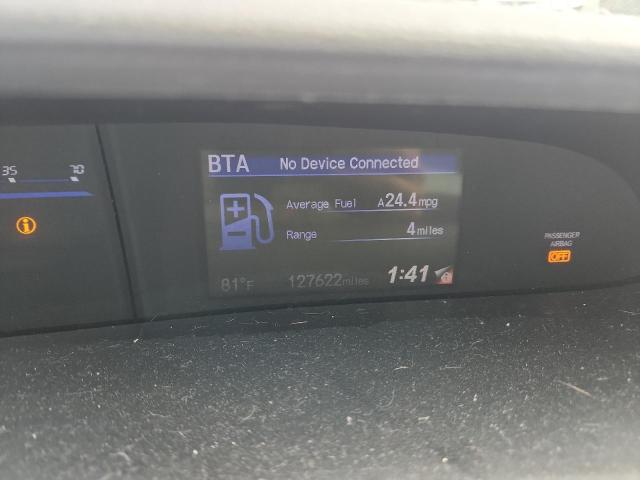 35 70
BTA No Device Connected
Average Fuel A24.4mpg
Range 4miles
81°F 127622miles 1:41
PASSENGER
AIRBAG
OFF